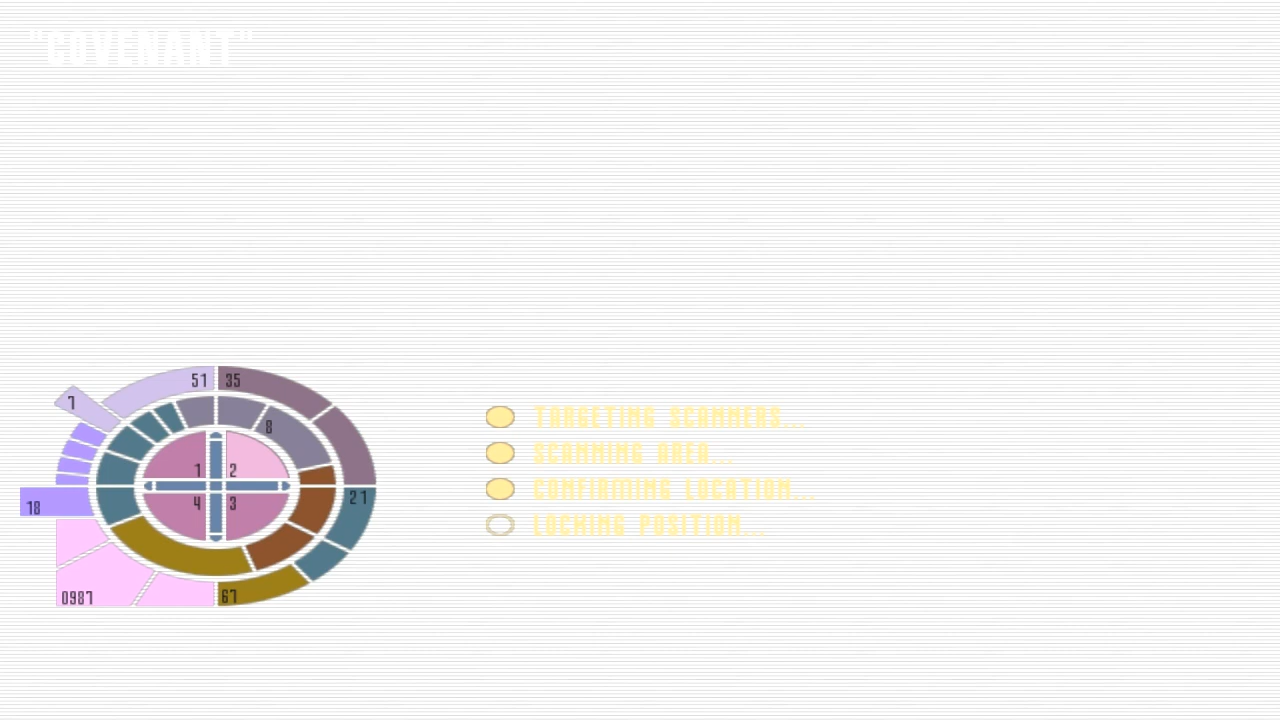 "COVENANT"
51 35
7
8
1 2
4 3
21
18
0987
67
TARGETING SCANNERS...
SCANNING AREA...
CONFIRMING LOCATION...
LOCKING POSITION...